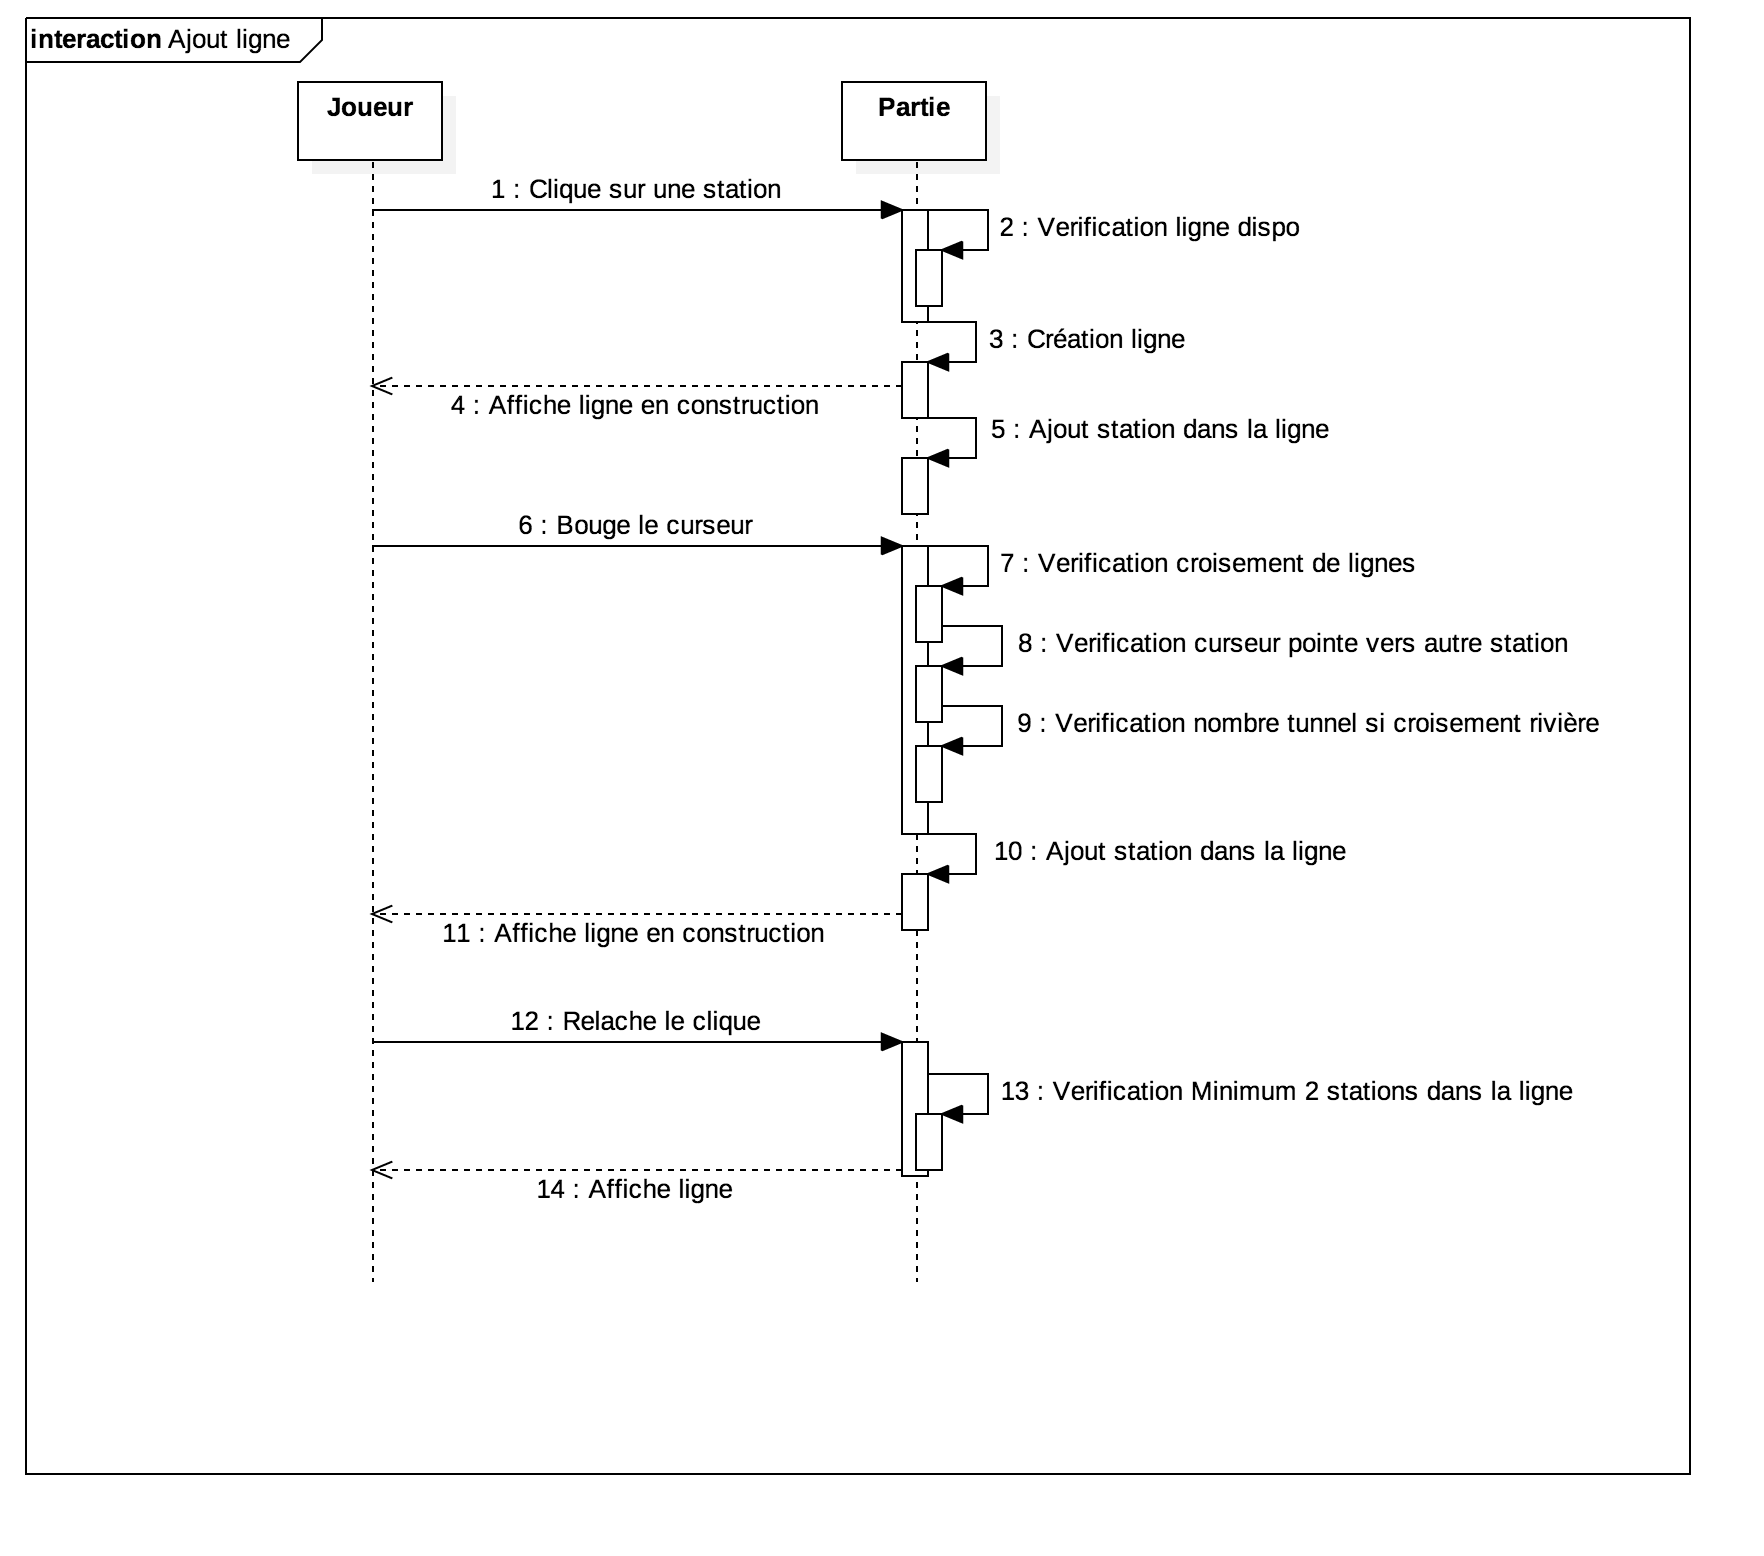 interaction Ajout ligne
Joueur
Partie
1 : Clique sur une station
2 : Verification ligne dispo
3 : Création ligne
4 : Affiche ligne en construction
5 : Ajout station dans la ligne
6 : Bouge le curseur
7 : Verification croisement de lignes
8 : Verification curseur pointe vers autre station
9 : Verification nombre tunnel si croisement rivière
10 : Ajout station dans la ligne
11 : Affiche ligne en construction
12 : Relache le clique
13 : Verification Minimum 2 stations dans la ligne
14 : Affiche ligne